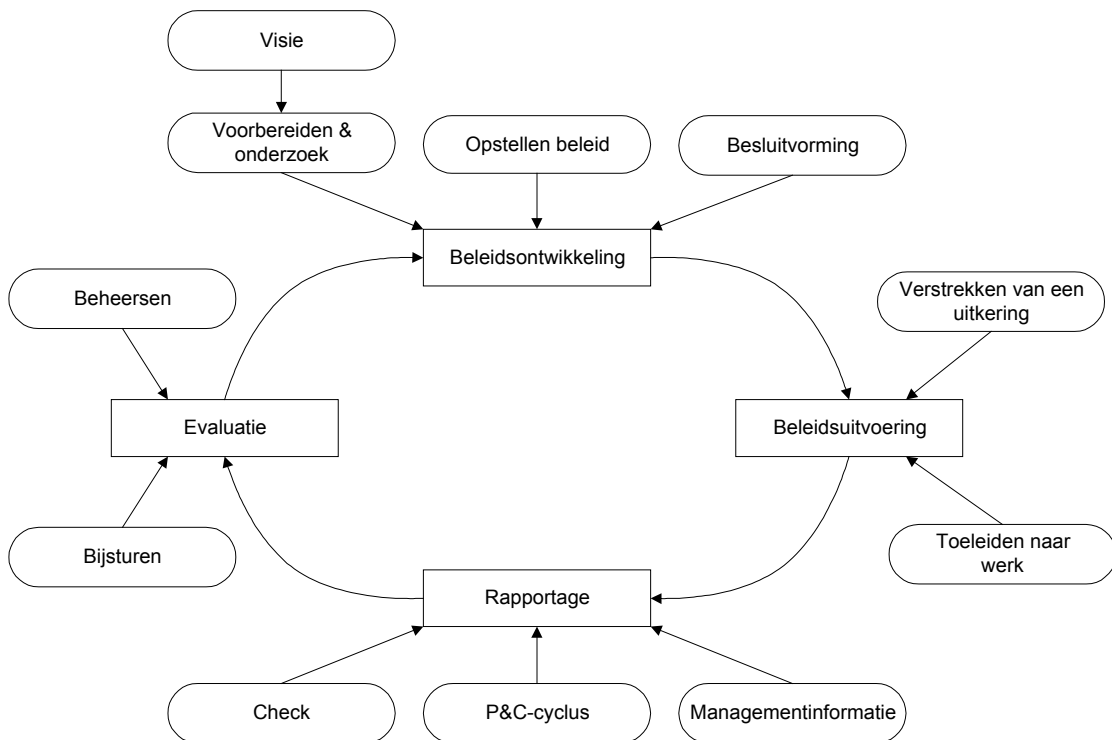 Visie
Voorbereiden &
onderzoek
Opstellen beleid
Besluitvorming
Beleidsontwikkeling
Beheersen
Verstrekken van een
uitkering
Evaluatie
Beleidsuitvoering
Bijsturen
Toeleiden naar
werk
Rapportage
Check
P&C-cyclus
Managementinformatie